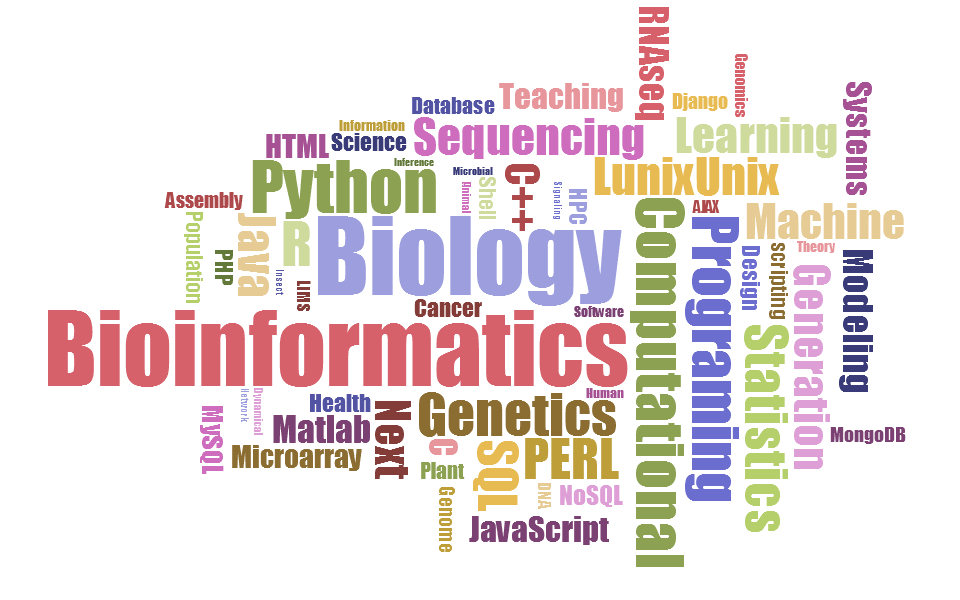 RNAseq
Genomics
Teaching
Django
Database
Systems
Information
Sequencing
Learning
HTML
Science
Inference
Python
Microbial
C++
LunixUnix
Assembly
Animal
Shell
Signaling
HPC
AJAX
Machine
Population
Java
R
Biology
Computational
Programing
Design
scripting
Theory
Modeling
PHP
Insect
LIMS
Cancer
Software
Generation
Bioinformatics
Statistics
Human
Network
Dynamical
Health
Next
Genetics
MySQL
Matlab
MongoDB
Microarray
C
SQL
PERL
Plant
Genome
DNA
NoSQL
JavaScript